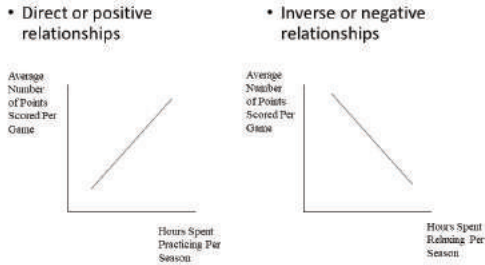 • Direct or positive
relationships
• Inverse or negative
relationships
Average
Number
of Points
Scored Per
Game
Hours Spent
Practicing Per
Season
Average
Number
of Points
Scored Per
Game
Hours Spent
Relaxing Per
Season